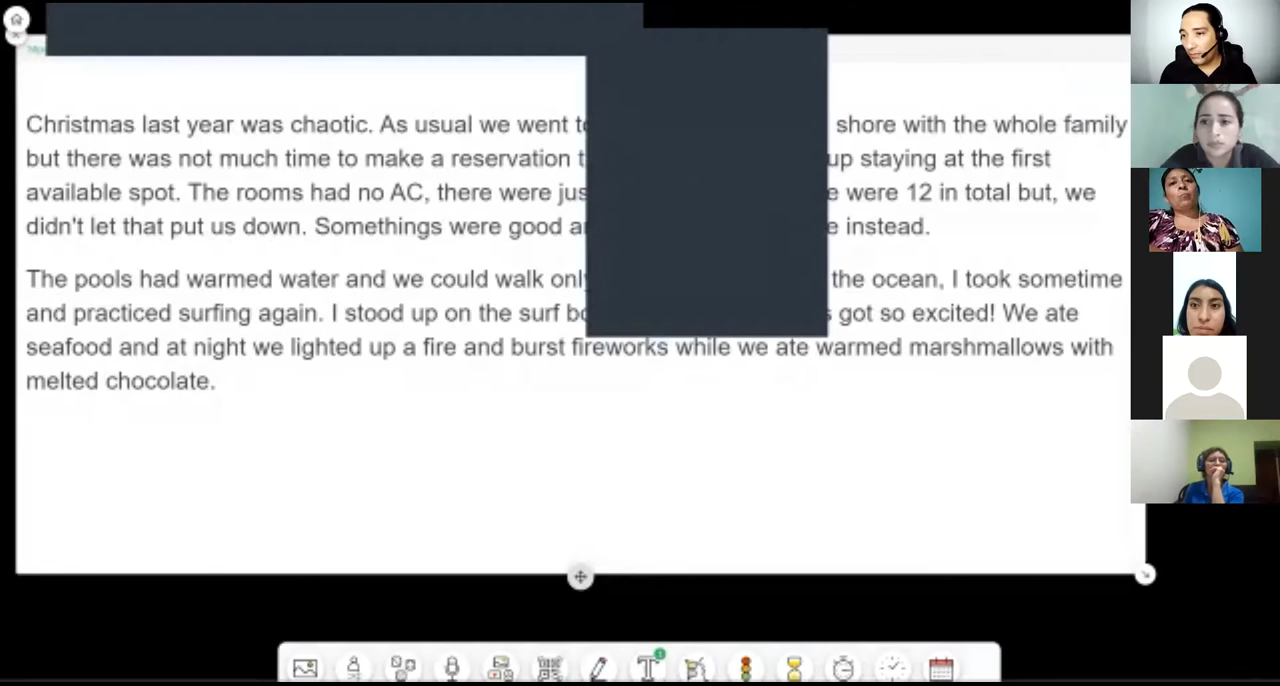 Christmas last year was chaotic. As usual we went to shore with the whole family
but there was not much time to make a reservation up staying at the first
available spot. The rooms had no AC, there were were 12 in total but, we
didn't let that put us down. Somethings were good instead.
The pools had warmed water and we could walk the ocean, I took sometime
and practiced surfing again. I stood up on the surf got so excited! We ate
seafood and at night we lighted up a fire and burst fireworks while we ate warmed marshmallows with
melted chocolate.
T 1